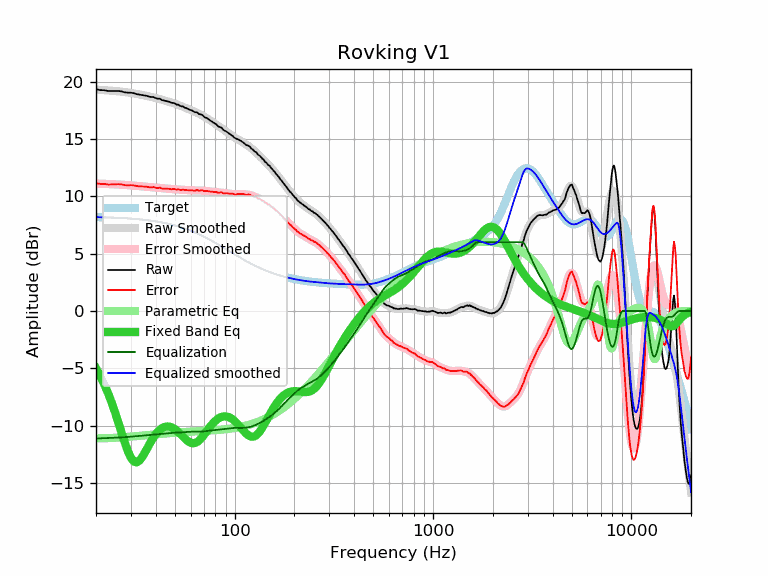 Rovking V1
20
15
10
5
0
−5
−10
−15
Amplitude (dBr)
Target
Raw Smoothed
Error Smoothed
Raw
Error
Parametric Eq
Fixed Band Eq
Equalization
Equalized smoothed
100
1000
10000
Frequency (Hz)